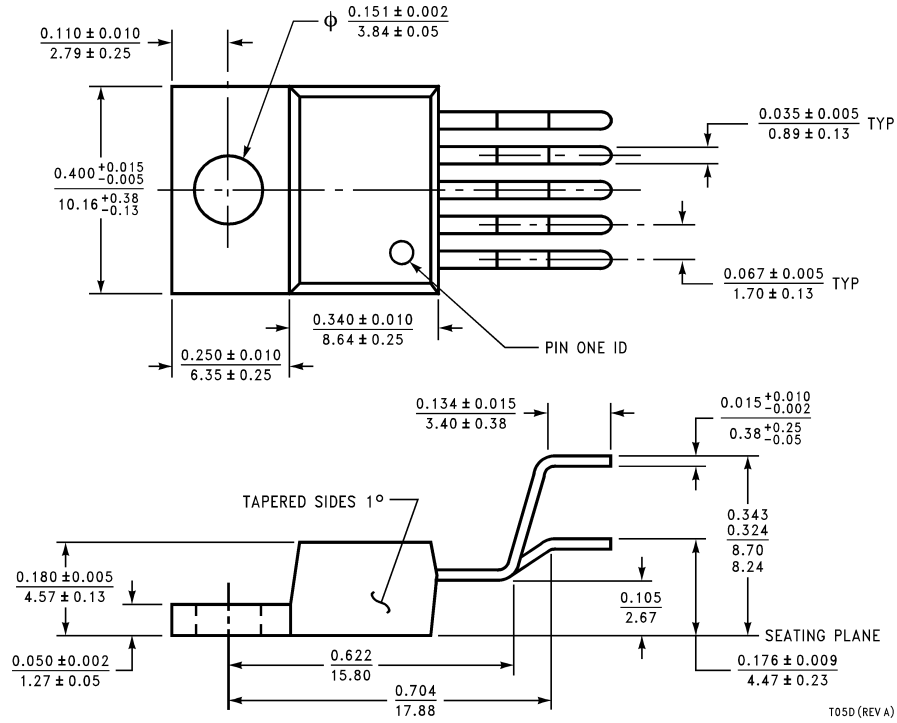 ϕ 0.151 ± 0.002
3.84 ± 0.05
0.110 ± 0.010
2.79 ± 0.25
0.035 ± 0.005 TYP
0.89 ± 0.13
0.400 +0.015 -0.005
10.16 +0.38 -0.13
0.067 ± 0.005 TYP
1.70 ± 0.13
0.340 ± 0.010
8.64 ± 0.25
PIN ONE ID
0.250 ± 0.010
6.35 ± 0.25
0.134 ± 0.015
3.40 ± 0.38
0.015 +0.010 -0.002
0.38 +0.25 -0.05
TAPERED SIDES 1°
0.343
0.324
8.70
8.24
0.180 ± 0.005
4.57 ± 0.13
0.105
2.67
SEATING PLANE
0.050 ± 0.002
1.27 ± 0.05
0.622
15.80
0.176 ± 0.009
4.47 ± 0.23
0.704
17.88
T05D (REV A)